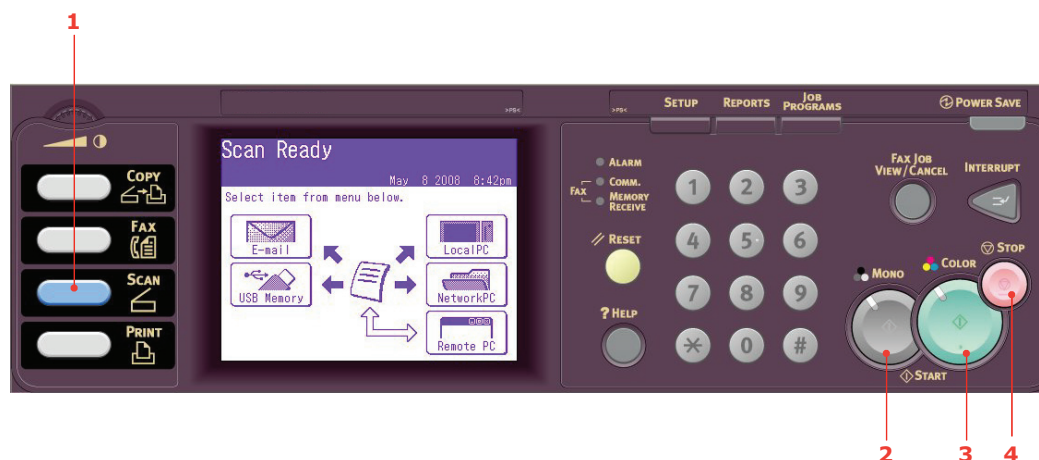 1
>PS<
>PS<
SETUP
REPORTS
JOB
PROGRAMS
POWER SAVE
COPY
FAX
SCAN
PRINT
Scan Ready
May 8 2008 8:42pm
Select item from menu below.
E-mail
LocalPC
USB Memory
NetworkPC
Remote PC
ALARM
FAX
COMM.
MEMORY
RECEIVE
RESET
? HELP
1 2 3
4 5 6
7 8 9
* 0 #
FAX JOB
VIEW/CANCEL
INTERRUPT
STOP
MONO
COLOR
START
2 3 4